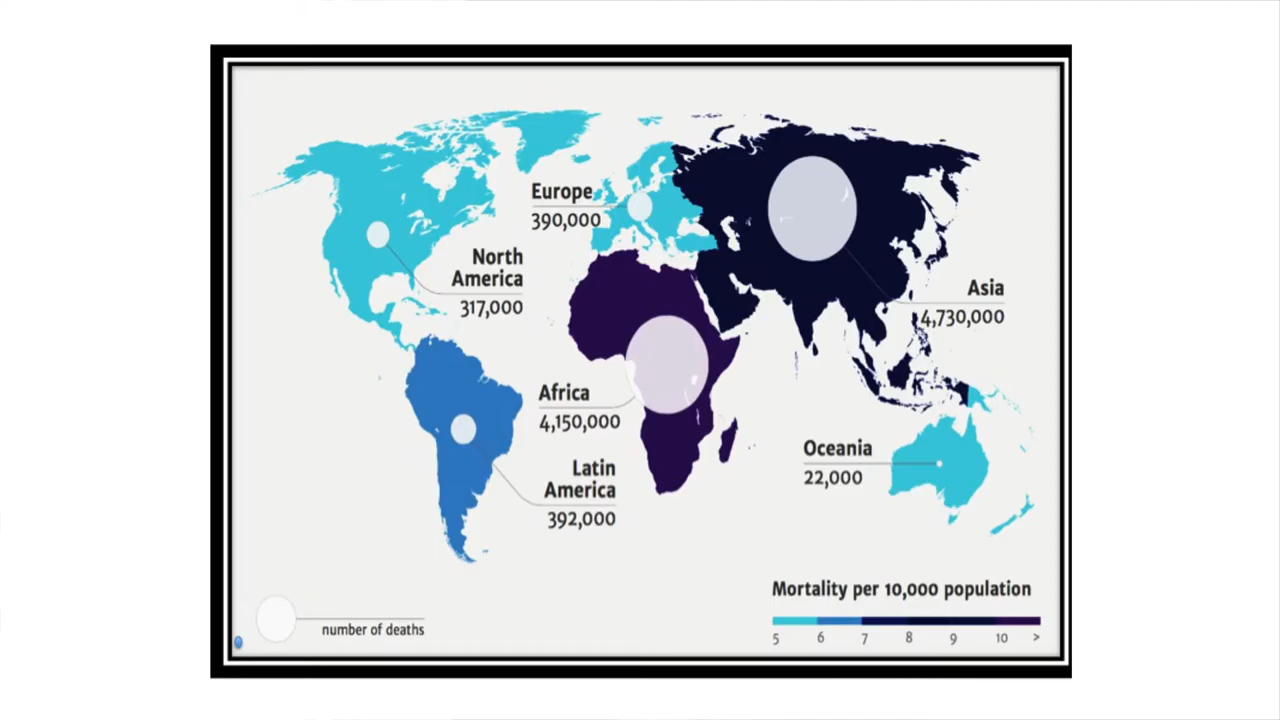 Europe
390,000
North
America
317,000
Asia
4,730,000
Africa
4,150,000
Oceania
22,000
Latin
America
392,000
Mortality per 10,000 population
5 6 7 8 9 10 >
number of deaths